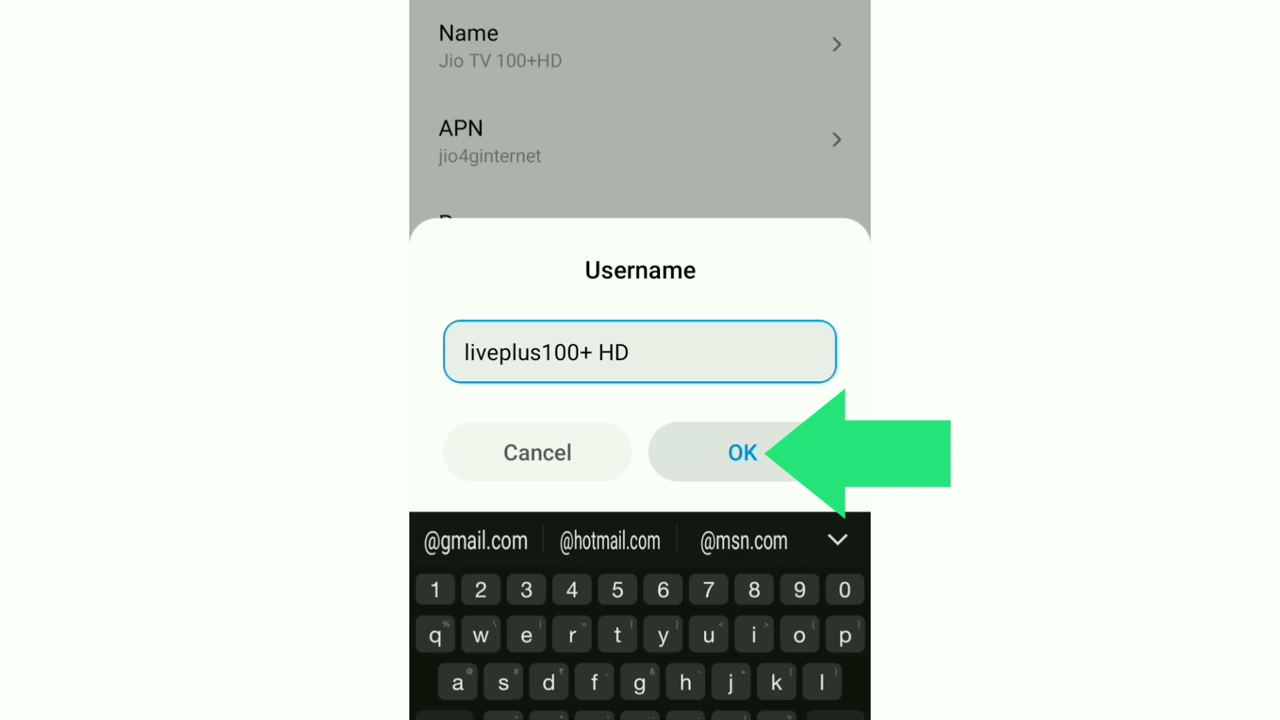 Name
Jio TV 100+HD
APN
jio4ginternet
Username
liveplus100+ HD
Cancel OK
@gmail.com @hotmail.com @msn.com
1 2 3 4 5 6 7 8 9 0
q w e r t y u i o p
a s d f g h j k l